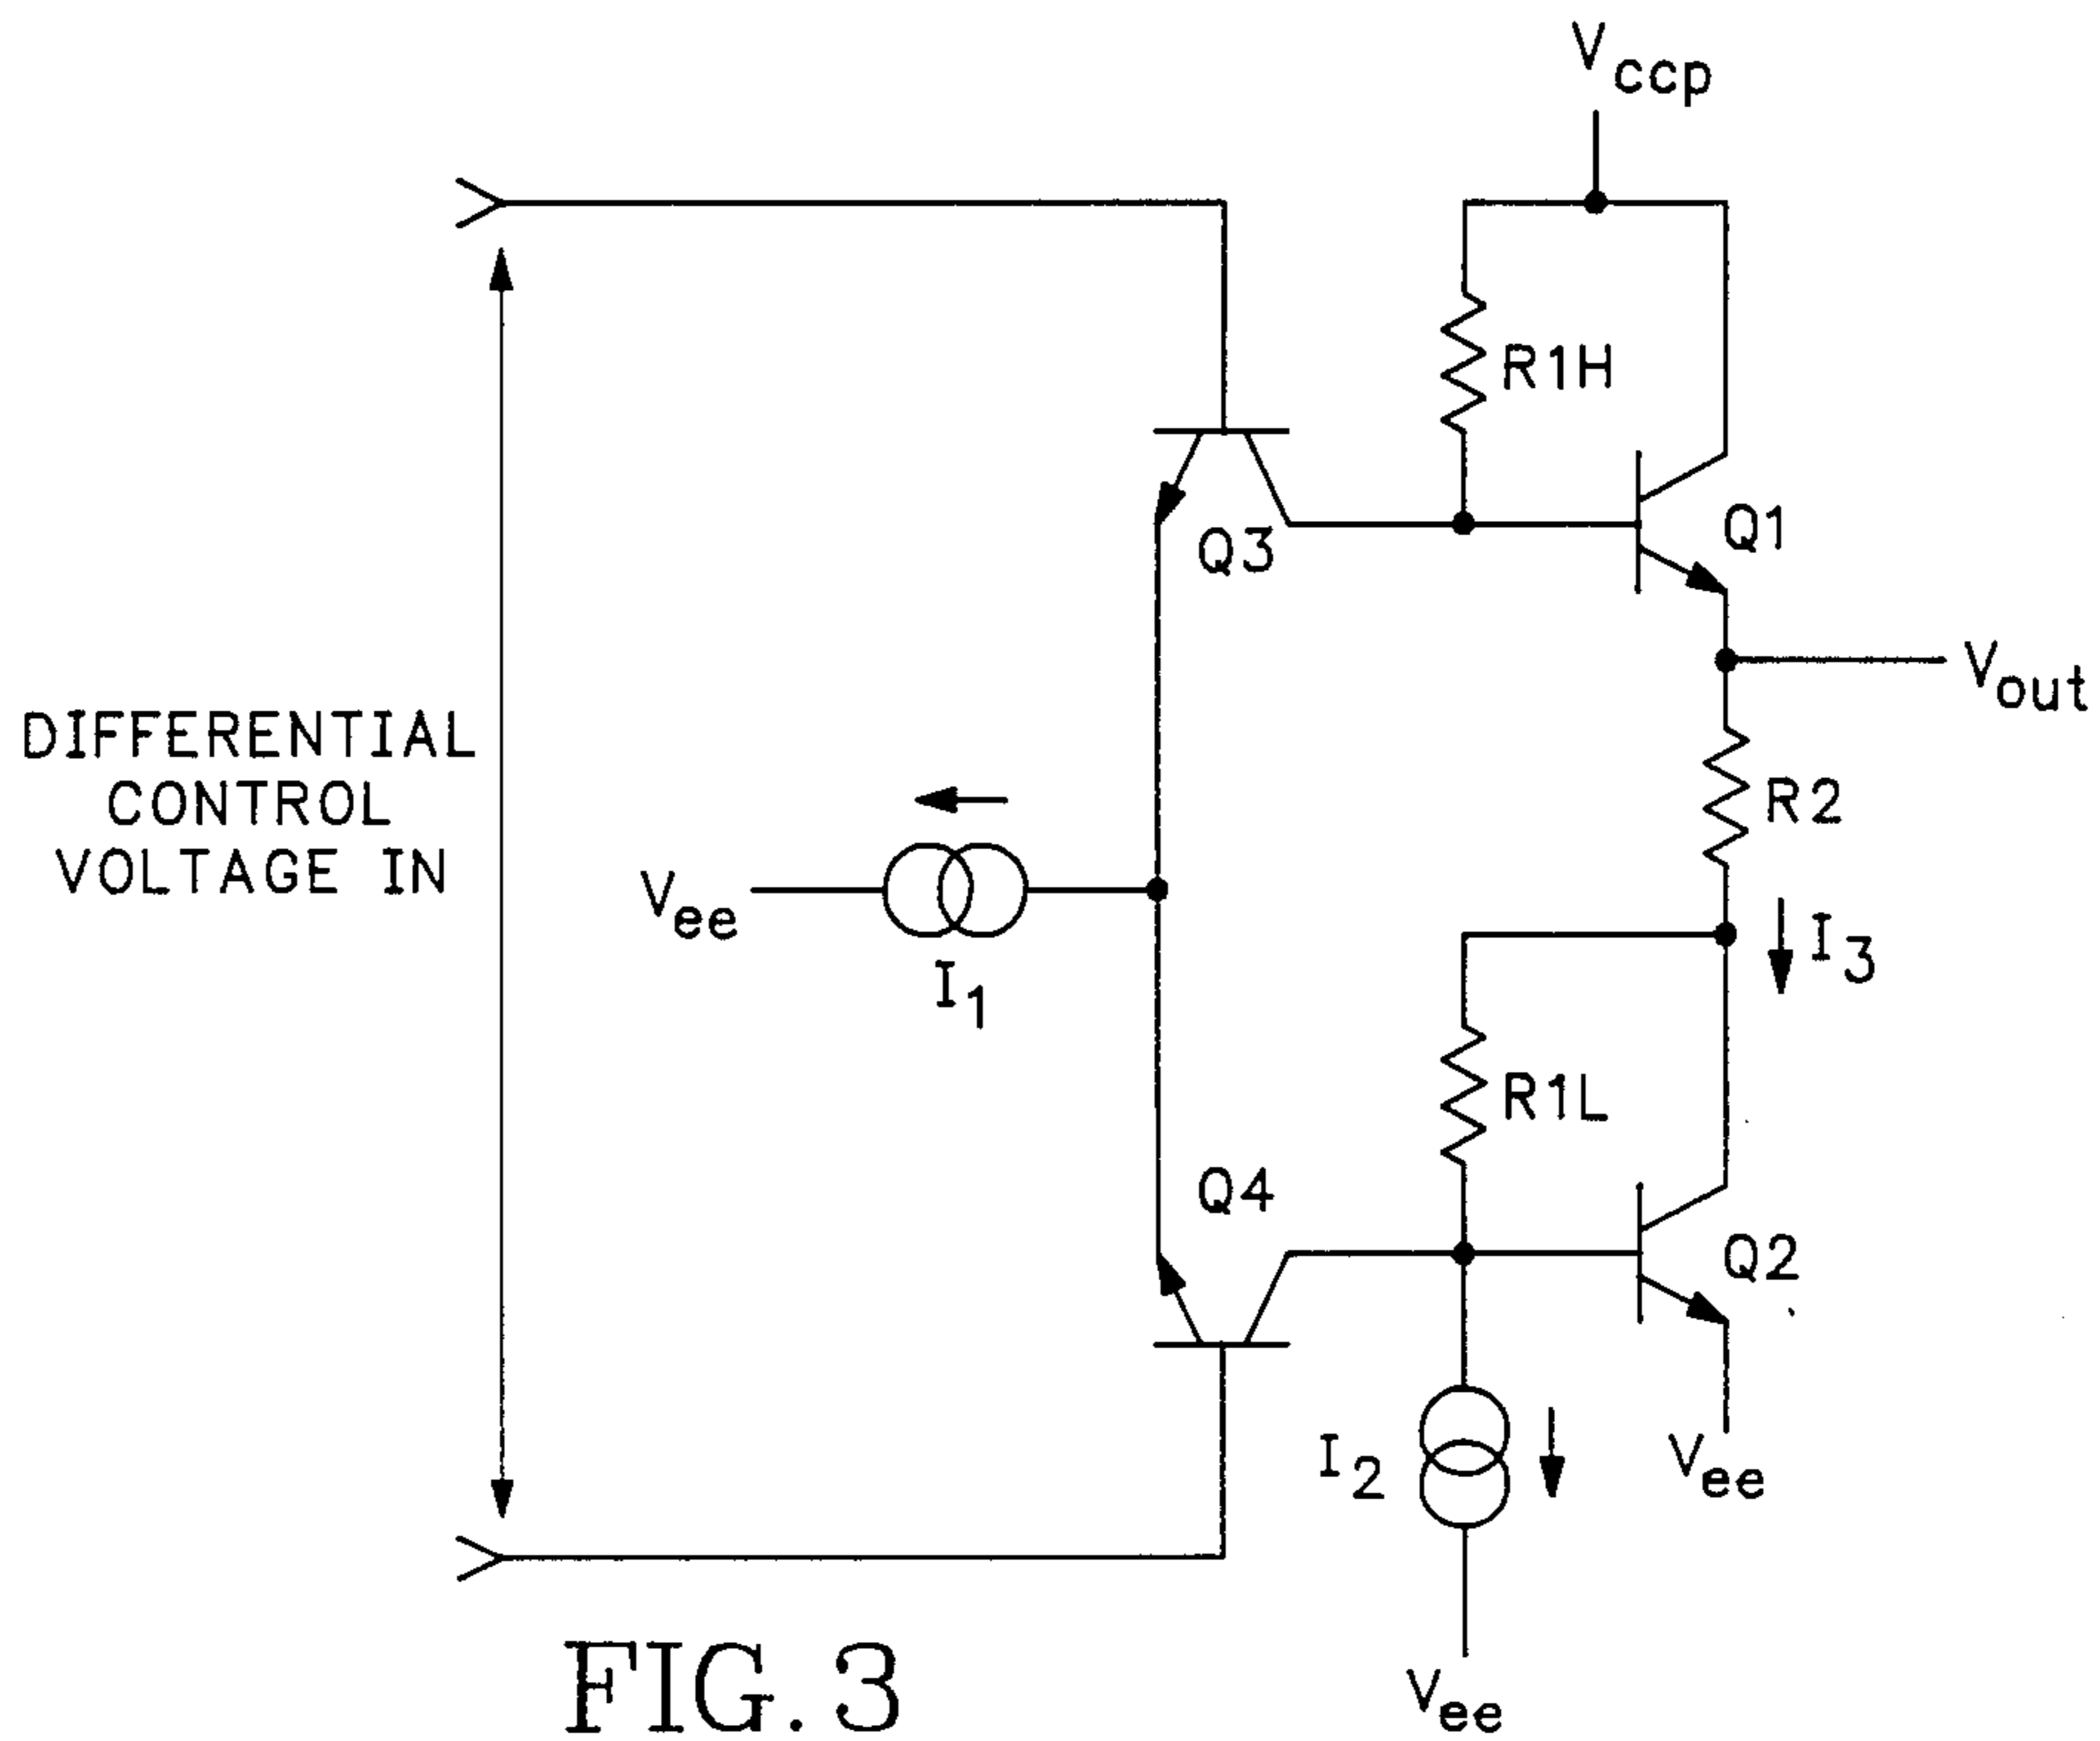 V_ccp
R1H
Q3
Q1
V_out
DIFFERENTIAL
CONTROL
VOLTAGE IN
R2
V_ee
I_1
I_3
R1L
Q4
Q2
I_2
V_ee
V_ee
FIG.3